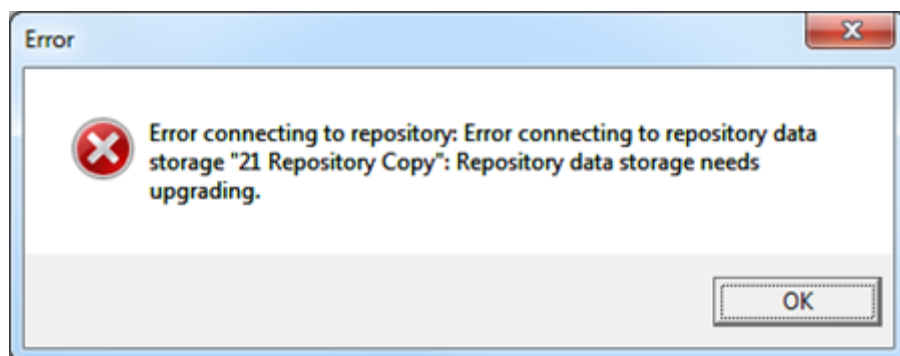 Error
Error connecting to repository: Error connecting to repository data
storage "21 Repository Copy": Repository data storage needs
upgrading.
OK